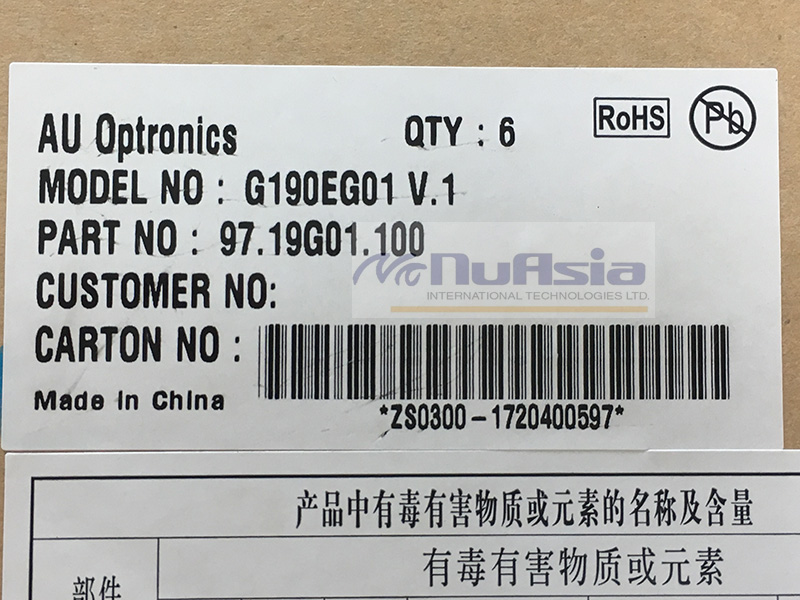 AU Optronics QTY : 6 RoHS Pb
MODEL NO : G190EG01 V.1
PART NO : 97.19G01.100
NuAsia
INTERNATIONAL TECHNOLOGIES LTD.
CUSTOMER NO:
CARTON NO :
*ZS0300-1720400597*
Made in China
产品中有毒有害物质或元素的名称及含量
有毒有害物质或元素
部件